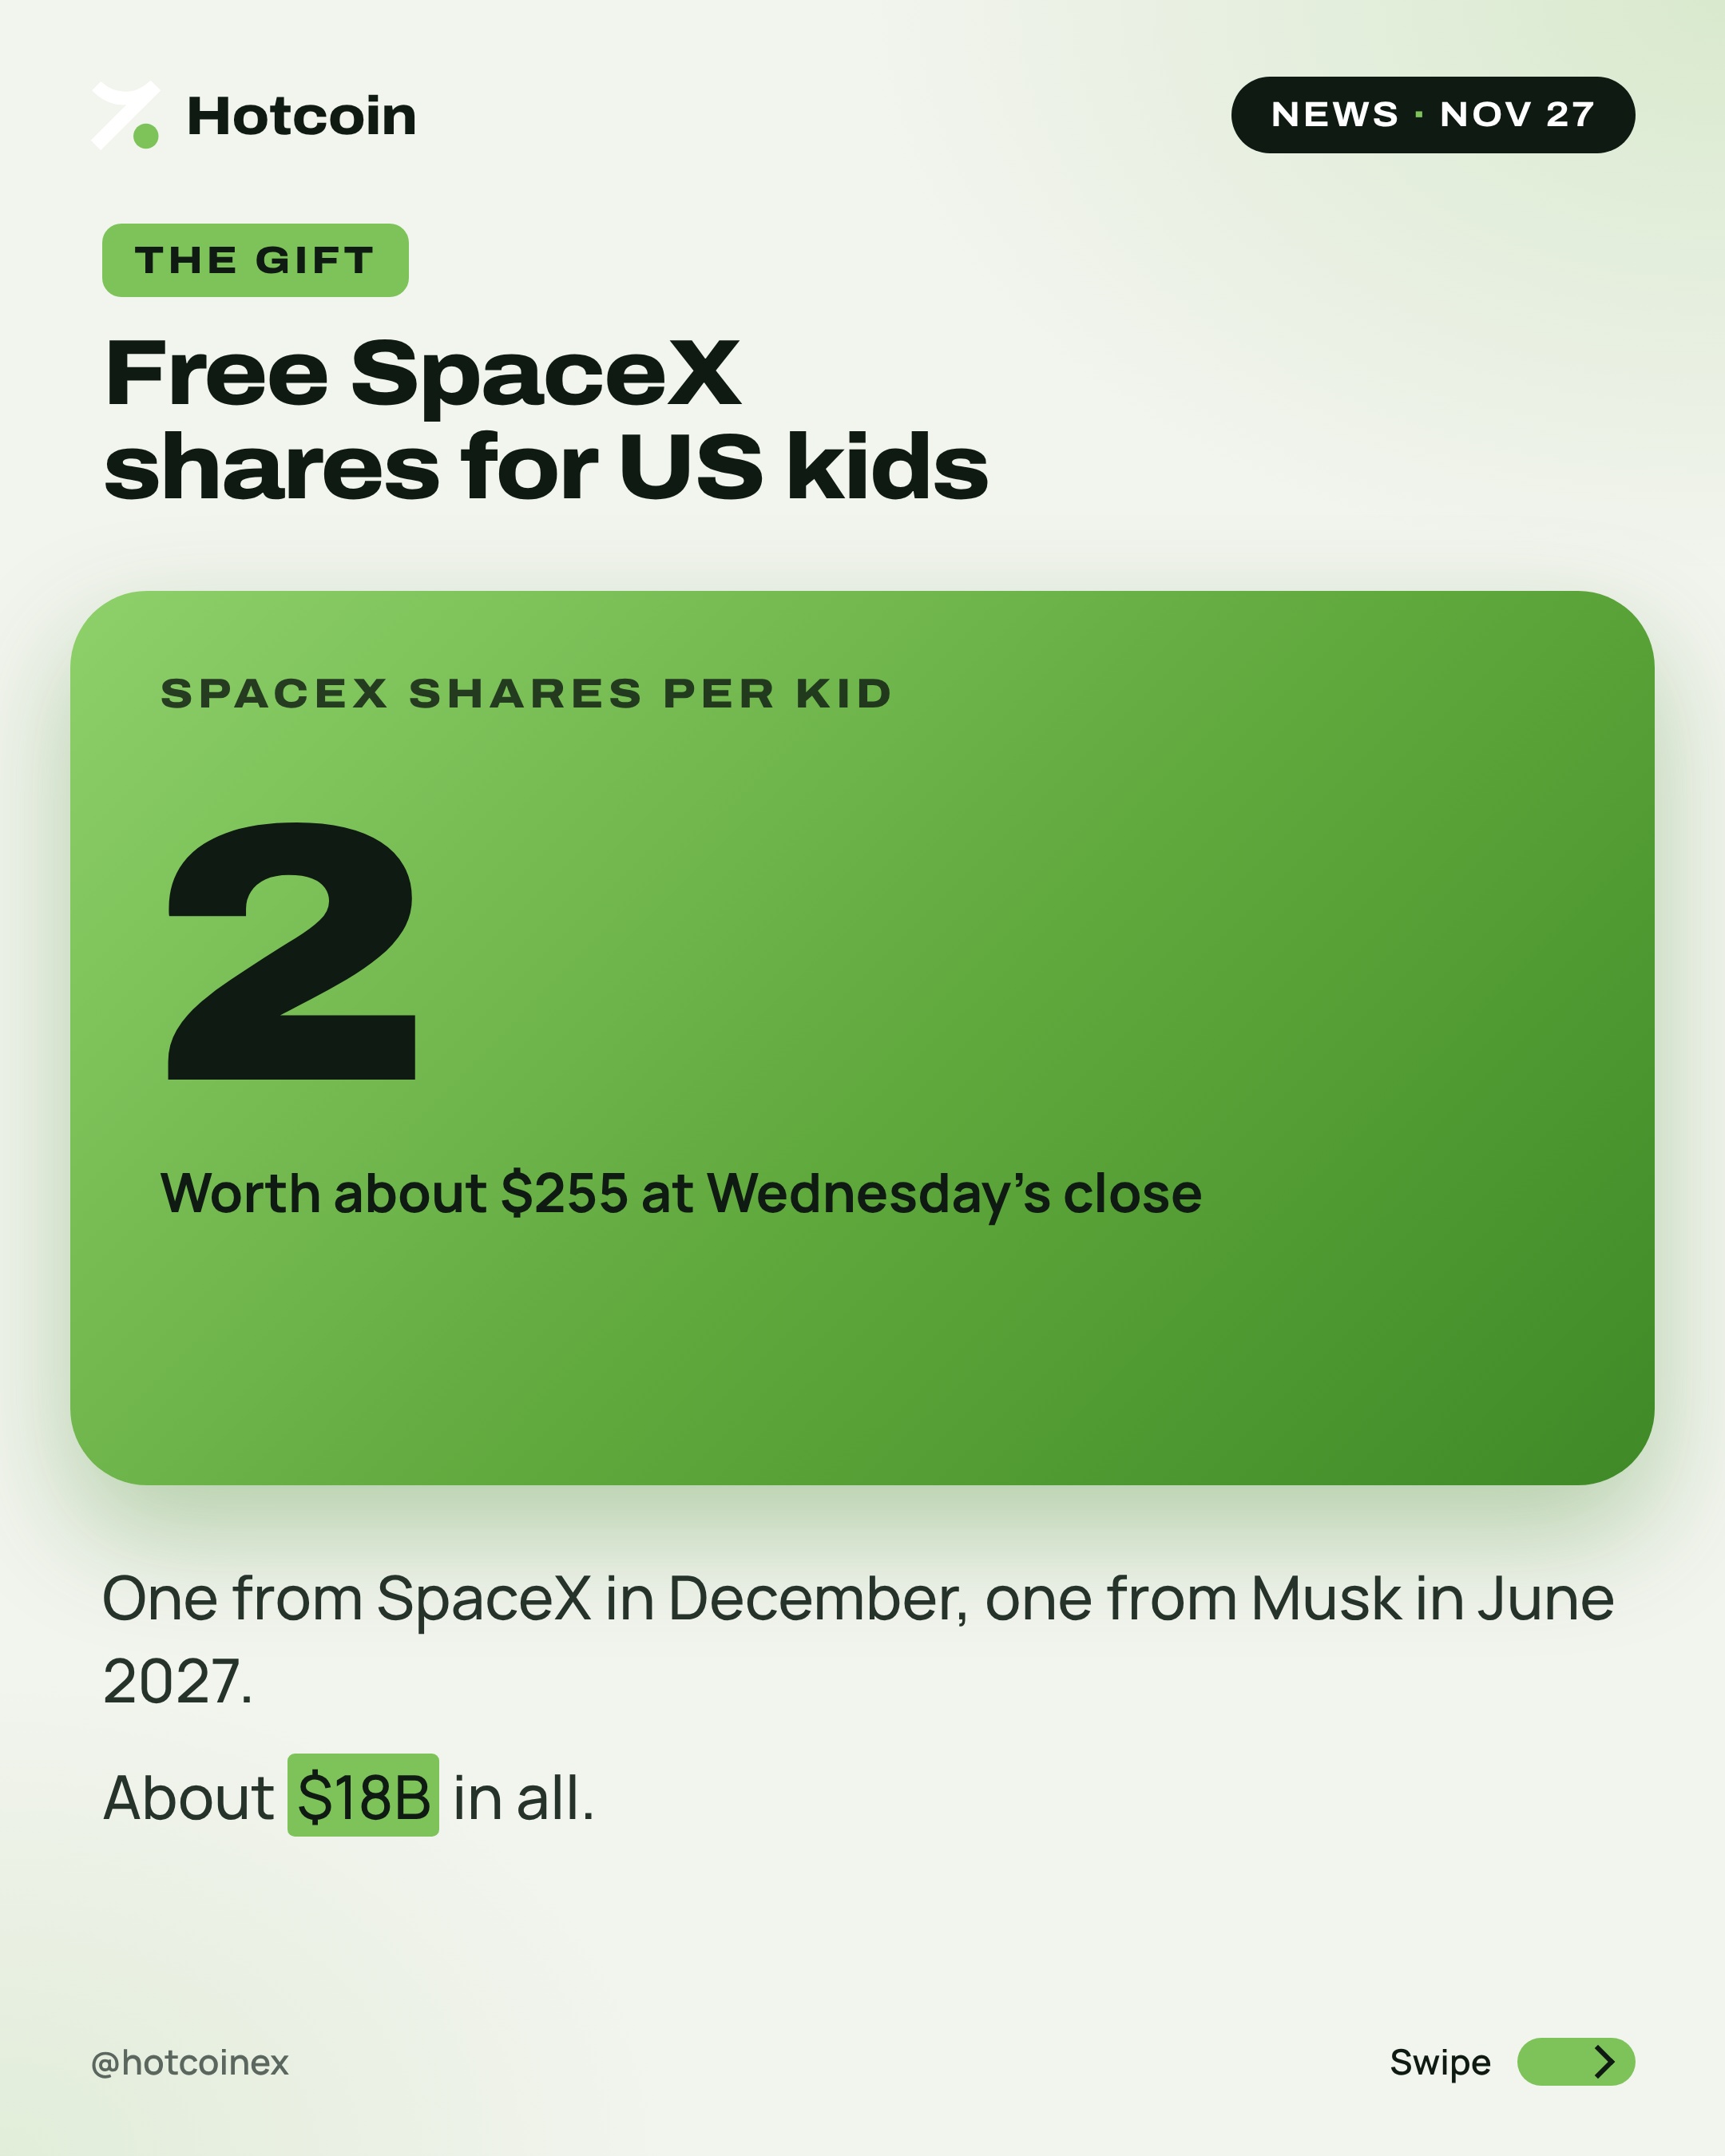 Hotcoin
NEWS · NOV 27
THE GIFT
Free SpaceX
shares for US kids
SPACEX SHARES PER KID
2
Worth about $255 at Wednesday’s close
One from SpaceX in December, one from Musk in June
2027.
About $18B in all.
@hotcoinex
Swipe